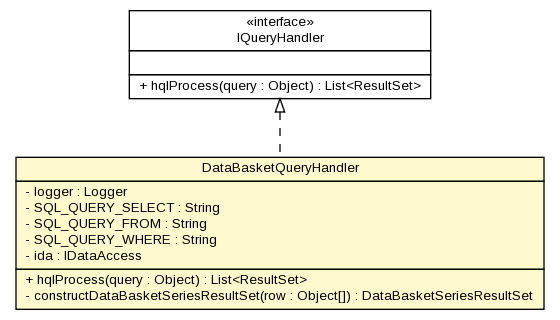 «interface»
IQueryHandler
+ hqlProcess(query : Object) : List<ResultSet>
DataBasketQueryHandler
- logger : Logger
- SQL_QUERY_SELECT : String
- SQL_QUERY_FROM : String
- SQL_QUERY_WHERE : String
- ida : IDataAccess
+ hqlProcess(query : Object) : List<ResultSet>
- constructDataBasketSeriesResultSet(row : Object[]) : DataBasketSeriesResultSet